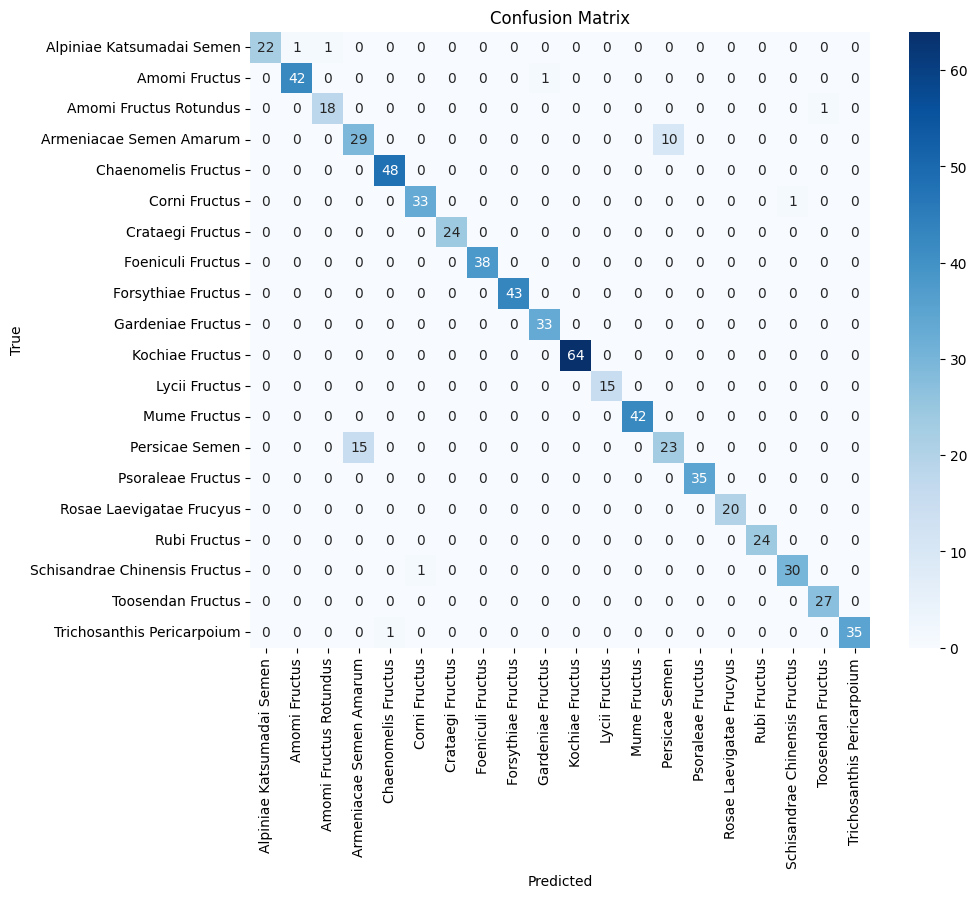 Confusion Matrix
Alpiniae Katsumadai Semen 22 1 1 0 0 0 0 0 0 0 0 0 0 0 0 0 0 0 0 0
Amomi Fructus 0 42 0 0 0 0 0 0 0 1 0 0 0 0 0 0 0 0 0 0
Amomi Fructus Rotundus 0 0 18 0 0 0 0 0 0 0 0 0 0 0 0 0 0 0 1 0
Armeniacae Semen Amarum 0 0 0 29 0 0 0 0 0 0 0 0 0 10 0 0 0 0 0 0
Chaenomelis Fructus 0 0 0 0 48 0 0 0 0 0 0 0 0 0 0 0 0 0 0 0
Corni Fructus 0 0 0 0 0 33 0 0 0 0 0 0 0 0 0 0 0 1 0 0
Crataegi Fructus 0 0 0 0 0 0 24 0 0 0 0 0 0 0 0 0 0 0 0 0
Foeniculi Fructus 0 0 0 0 0 0 0 38 0 0 0 0 0 0 0 0 0 0 0 0
Forsythiae Fructus 0 0 0 0 0 0 0 0 43 0 0 0 0 0 0 0 0 0 0 0
Gardeniae Fructus 0 0 0 0 0 0 0 0 0 33 0 0 0 0 0 0 0 0 0 0
Kochiae Fructus 0 0 0 0 0 0 0 0 0 0 64 0 0 0 0 0 0 0 0 0
Lycii Fructus 0 0 0 0 0 0 0 0 0 0 0 15 0 0 0 0 0 0 0 0
Mume Fructus 0 0 0 0 0 0 0 0 0 0 0 0 42 0 0 0 0 0 0 0
Persicae Semen 0 0 0 15 0 0 0 0 0 0 0 0 0 23 0 0 0 0 0 0
Psoraleae Fructus 0 0 0 0 0 0 0 0 0 0 0 0 0 0 35 0 0 0 0 0
Rosae Laevigatae Frucyus 0 0 0 0 0 0 0 0 0 0 0 0 0 0 0 20 0 0 0 0
Rubi Fructus 0 0 0 0 0 0 0 0 0 0 0 0 0 0 0 0 24 0 0 0
Schisandrae Chinensis Fructus 0 0 0 0 0 1 0 0 0 0 0 0 0 0 0 0 0 30 0 0
Toosendan Fructus 0 0 0 0 0 0 0 0 0 0 0 0 0 0 0 0 0 0 27 0
Trichosanthis Pericarpoium 0 0 0 0 1 0 0 0 0 0 0 0 0 0 0 0 0 0 0 35
True
Alpiniae Katsumadai Semen
Amomi Fructus
Amomi Fructus Rotundus
Armeniacae Semen Amarum
Chaenomelis Fructus
Corni Fructus
Crataegi Fructus
Foeniculi Fructus
Forsythiae Fructus
Gardeniae Fructus
Kochiae Fructus
Lycii Fructus
Mume Fructus
Persicae Semen
Psoraleae Fructus
Rosae Laevigatae Frucyus
Rubi Fructus
Schisandrae Chinensis Fructus
Toosendan Fructus
Trichosanthis Pericarpoium
Predicted
60
50
40
30
20
10
0